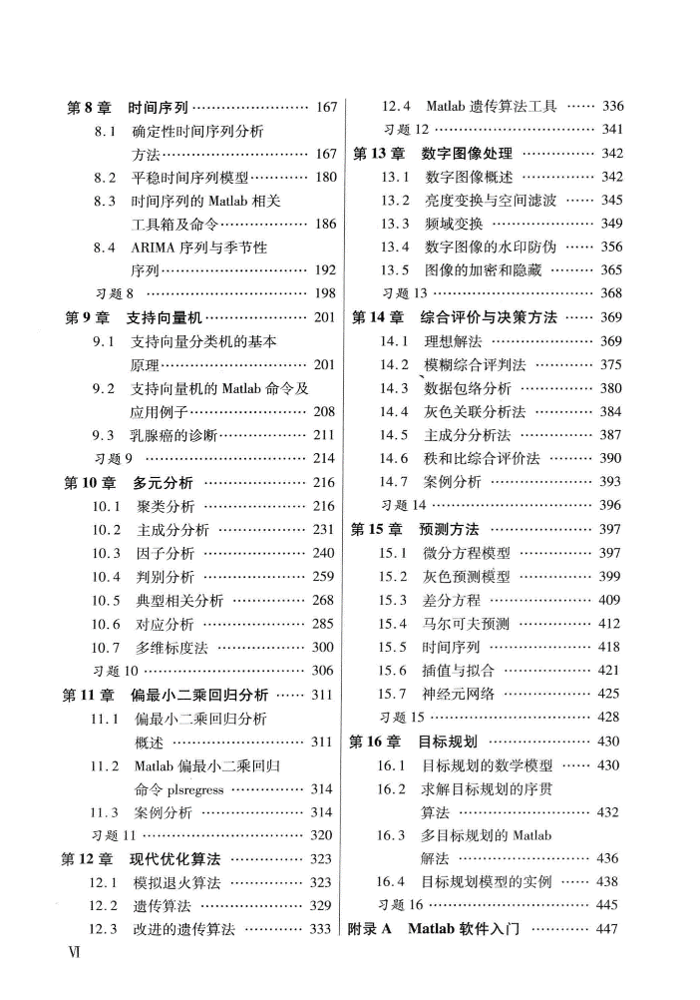 第 8 章 时间序列 …………………… 167
8.1 确定性时间序列分析
方法………………………… 167
8.2 平稳时间序列模型………… 180
8.3 时间序列的 Matlab 相关
工具箱及命令……………… 186
8.4 ARIMA 序列与季节性
序列………………………… 192
习题 8 …………………………… 198
第 9 章 支持向量机………………… 201
9.1 支持向量分类机的基本
原理………………………… 201
9.2 支持向量机的 Matlab 命令及
应用例子…………………… 208
9.3 乳腺癌的诊断……………… 211
习题 9 …………………………… 214
第 10 章 多元分析 ………………… 216
10.1 聚类分析 ………………… 216
10.2 主成分分析 ……………… 231
10.3 因子分析 ………………… 240
10.4 判别分析 ………………… 259
10.5 典型相关分析 …………… 268
10.6 对应分析 ………………… 285
10.7 多维标度法 ……………… 300
习题 10 …………………………… 306
第 11 章 偏最小二乘回归分析 …… 311
11.1 偏最小二乘回归分析
概述 ……………………… 311
11.2 Matlab 偏最小二乘回归
命令 plsregress …………… 314
11.3 案例分析 ………………… 314
习题 11 …………………………… 320
第 12 章 现代优化算法 …………… 323
12.1 模拟退火算法 …………… 323
12.2 遗传算法 ………………… 329
12.3 改进的遗传算法 ………… 333
12.4 Matlab 遗传算法工具 …… 336
习题 12 …………………………… 341
第 13 章 数字图像处理 …………… 342
13.1 数字图像概述 …………… 342
13.2 亮度变换与空间滤波 …… 345
13.3 频域变换 ………………… 349
13.4 数字图像的水印防伪 …… 356
13.5 图像的加密和隐藏 ……… 365
习题 13 …………………………… 368
第 14 章 综合评价与决策方法 …… 369
14.1 理想解法 ………………… 369
14.2 模糊综合评判法 ………… 375
14.3 数据包络分析 …………… 380
14.4 灰色关联分析法 ………… 384
14.5 主成分分析法 …………… 387
14.6 秩和比综合评价法 ……… 390
14.7 案例分析 ………………… 393
习题 14 …………………………… 396
第 15 章 预测方法 ………………… 397
15.1 微分方程模型 …………… 397
15.2 灰色预测模型 …………… 399
15.3 差分方程 ………………… 409
15.4 马尔可夫预测 …………… 412
15.5 时间序列 ………………… 418
15.6 插值与拟合 ……………… 421
15.7 神经元网络 ……………… 425
习题 15 …………………………… 428
第 16 章 目标规划 ………………… 430
16.1 目标规划的数学模型 …… 430
16.2 求解目标规划的序贯
算法 ……………………… 432
16.3 多目标规划的 Matlab
解法 ……………………… 436
16.4 目标规划模型的实例 …… 438
习题 16 …………………………… 445
附录 A Matlab 软件入门 ………… 447
Ⅵ